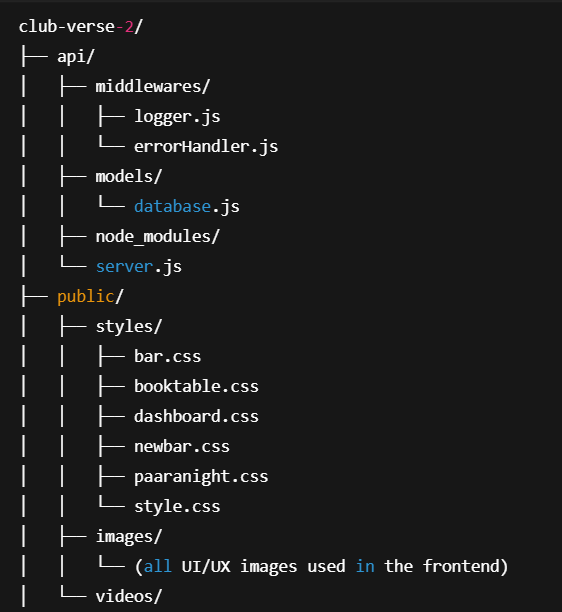 club-verse-2/
├── api/
│   ├── middlewares/
│   │   ├── logger.js
│   │   └── errorHandler.js
│   ├── models/
│   │   └── database.js
│   ├── node_modules/
│   └── server.js
├── public/
│   ├── styles/
│   │   ├── bar.css
│   │   ├── booktable.css
│   │   ├── dashboard.css
│   │   ├── newbar.css
│   │   ├── paaranight.css
│   │   └── style.css
│   ├── images/
│   │   └── (all UI/UX images used in the frontend)
│   └── videos/